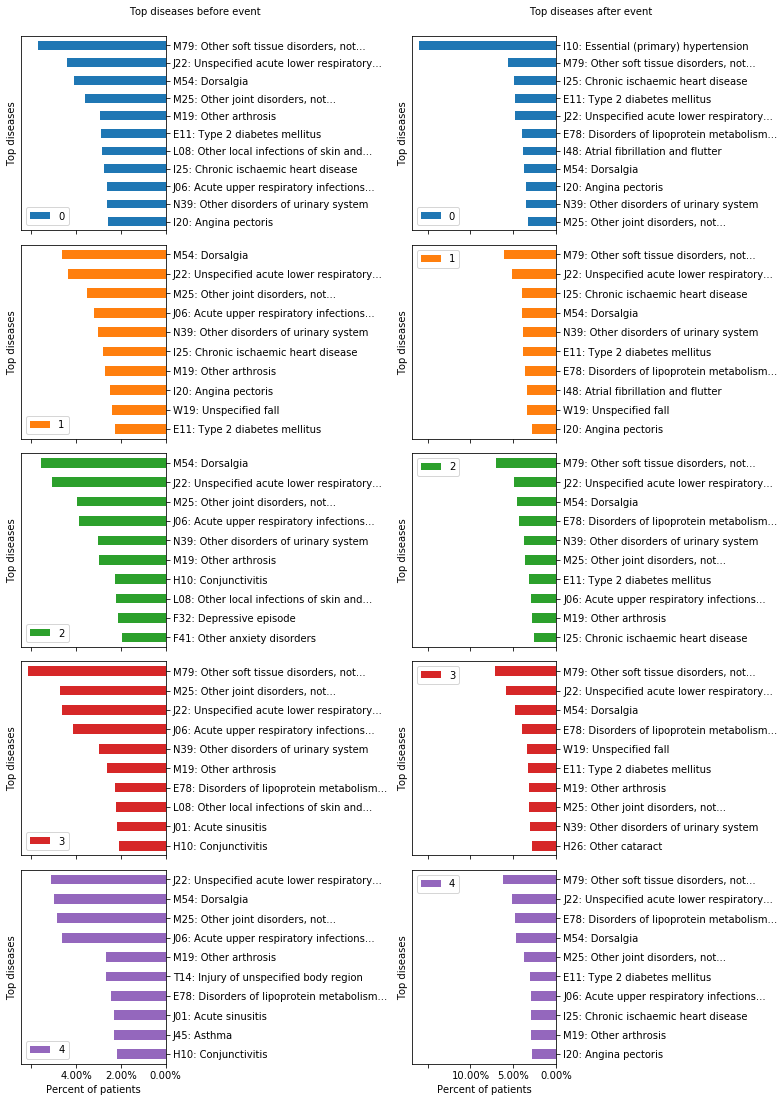 Top diseases before event
Top diseases
M79: Other soft tissue disorders, not...
J22: Unspecified acute lower respiratory...
M54: Dorsalgia
M25: Other joint disorders, not...
M19: Other arthrosis
E11: Type 2 diabetes mellitus
L08: Other local infections of skin and...
I25: Chronic ischaemic heart disease
J06: Acute upper respiratory infections...
N39: Other disorders of urinary system
I20: Angina pectoris
0
Top diseases
M54: Dorsalgia
J22: Unspecified acute lower respiratory...
M25: Other joint disorders, not...
J06: Acute upper respiratory infections...
N39: Other disorders of urinary system
I25: Chronic ischaemic heart disease
M19: Other arthrosis
I20: Angina pectoris
W19: Unspecified fall
E11: Type 2 diabetes mellitus
1
Top diseases
M54: Dorsalgia
J22: Unspecified acute lower respiratory...
M25: Other joint disorders, not...
J06: Acute upper respiratory infections...
N39: Other disorders of urinary system
M19: Other arthrosis
H10: Conjunctivitis
L08: Other local infections of skin and...
F32: Depressive episode
F41: Other anxiety disorders
2
Top diseases
M79: Other soft tissue disorders, not...
M25: Other joint disorders, not...
J22: Unspecified acute lower respiratory...
J06: Acute upper respiratory infections...
N39: Other disorders of urinary system
M19: Other arthrosis
E78: Disorders of lipoprotein metabolism...
L08: Other local infections of skin and...
J01: Acute sinusitis
H10: Conjunctivitis
3
Top diseases
J22: Unspecified acute lower respiratory...
M54: Dorsalgia
M25: Other joint disorders, not...
J06: Acute upper respiratory infections...
M19: Other arthrosis
T14: Injury of unspecified body region
E78: Disorders of lipoprotein metabolism...
J01: Acute sinusitis
J45: Asthma
H10: Conjunctivitis
4
4.00% 2.00% 0.00%
Percent of patients
Top diseases after event
Top diseases
I10: Essential (primary) hypertension
M79: Other soft tissue disorders, not...
I25: Chronic ischaemic heart disease
E11: Type 2 diabetes mellitus
J22: Unspecified acute lower respiratory...
E78: Disorders of lipoprotein metabolism...
I48: Atrial fibrillation and flutter
M54: Dorsalgia
I20: Angina pectoris
N39: Other disorders of urinary system
M25: Other joint disorders, not...
0
Top diseases
1
M79: Other soft tissue disorders, not...
J22: Unspecified acute lower respiratory...
I25: Chronic ischaemic heart disease
M54: Dorsalgia
N39: Other disorders of urinary system
E11: Type 2 diabetes mellitus
E78: Disorders of lipoprotein metabolism...
I48: Atrial fibrillation and flutter
W19: Unspecified fall
I20: Angina pectoris
Top diseases
2
M79: Other soft tissue disorders, not...
J22: Unspecified acute lower respiratory...
M54: Dorsalgia
E78: Disorders of lipoprotein metabolism...
N39: Other disorders of urinary system
M25: Other joint disorders, not...
E11: Type 2 diabetes mellitus
J06: Acute upper respiratory infections...
M19: Other arthrosis
I25: Chronic ischaemic heart disease
Top diseases
3
M79: Other soft tissue disorders, not...
J22: Unspecified acute lower respiratory...
M54: Dorsalgia
E78: Disorders of lipoprotein metabolism...
W19: Unspecified fall
E11: Type 2 diabetes mellitus
M19: Other arthrosis
M25: Other joint disorders, not...
N39: Other disorders of urinary system
H26: Other cataract
Top diseases
4
M79: Other soft tissue disorders, not...
J22: Unspecified acute lower respiratory...
E78: Disorders of lipoprotein metabolism...
M54: Dorsalgia
M25: Other joint disorders, not...
E11: Type 2 diabetes mellitus
J06: Acute upper respiratory infections...
I25: Chronic ischaemic heart disease
M19: Other arthrosis
I20: Angina pectoris
10.00% 5.00% 0.00%
Percent of patients